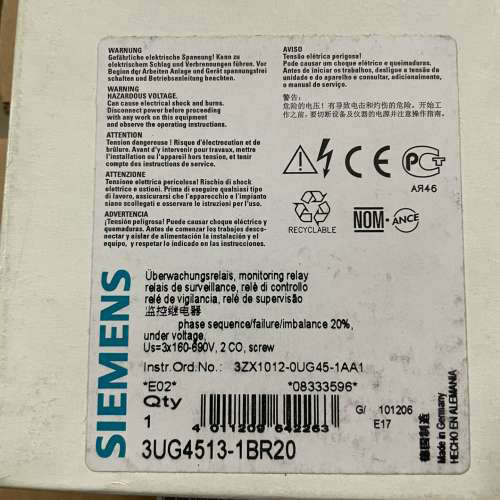 WARNUNG
Gefährliche elektrische Spannung! Kann zu
elektrischem Schlag und Verbrennungen führen. Vor
Beginn der Arbeiten Anlage und Gerät spannungsfrei
schalten und Betriebsanleitung beachten.
WARNING
HAZARDOUS VOLTAGE.
Can cause electrical shock and burns.
Disconnect power before proceeding
with any work on this equipment
and observe the operating instructions.
ATTENTION
Tension dangereuse ! Risque d'électrocution et de
brûlure. Avant d'intervenir pour travaux, mettre
l'installation ou l'appareil hors tension et respecter
les instructions de service.
ATTENZIONE
Tensione elettrica pericolosa! Rischio di schock
elettrico e ustioni. Prima di eseguire qualsiasi tipo
di lavoro, assicurarsi che l'apparecchio e l'impianto
siano scollegati e osservare le istruzioni.
ADVERTENCIA
¡Tensión peligrosa! Puede causar choque eléctrico y
quemaduras. Antes de comenzar los trabajos desco-
nectar y aislar de alimentación la instalación y el
equipo, y respetar lo indicado en las instrucciones.
AVISO
Tensão elétrica perigosa!
Pode causar ou choque elétrico e queimaduras.
Antes de iniciar os trabalhos, desligue a tensão da
unidade e do aparelho e consultar, adicionalmente,
o manual de serviço.
警告:
危险的电压!有导致电击和灼伤的危险。开始工
作之前,要切断设备及仪器的电源并注意操作指南。
CE
РСТ
АЯ46
RECYCLABLE
NOM-ANCE
SIEMENS
Überwachungsrelais, monitoring relay
relais de surveillance, relè di controllo
relé de vigilancia, relé de supervisão
监控继电器
phase sequence/failure/imbalance 20%,
under voltage,
Us=3x160-690V, 2 CO, screw
Instr.Ord.No.: 3ZX1012-0UG45-1AA1
*E02* *08333596*
Qty
1
4 011209 642263
G/ 101206
E17
3UG4513-1BR20
Made in Germany
HECHO EN ALEMANIA
德国制造